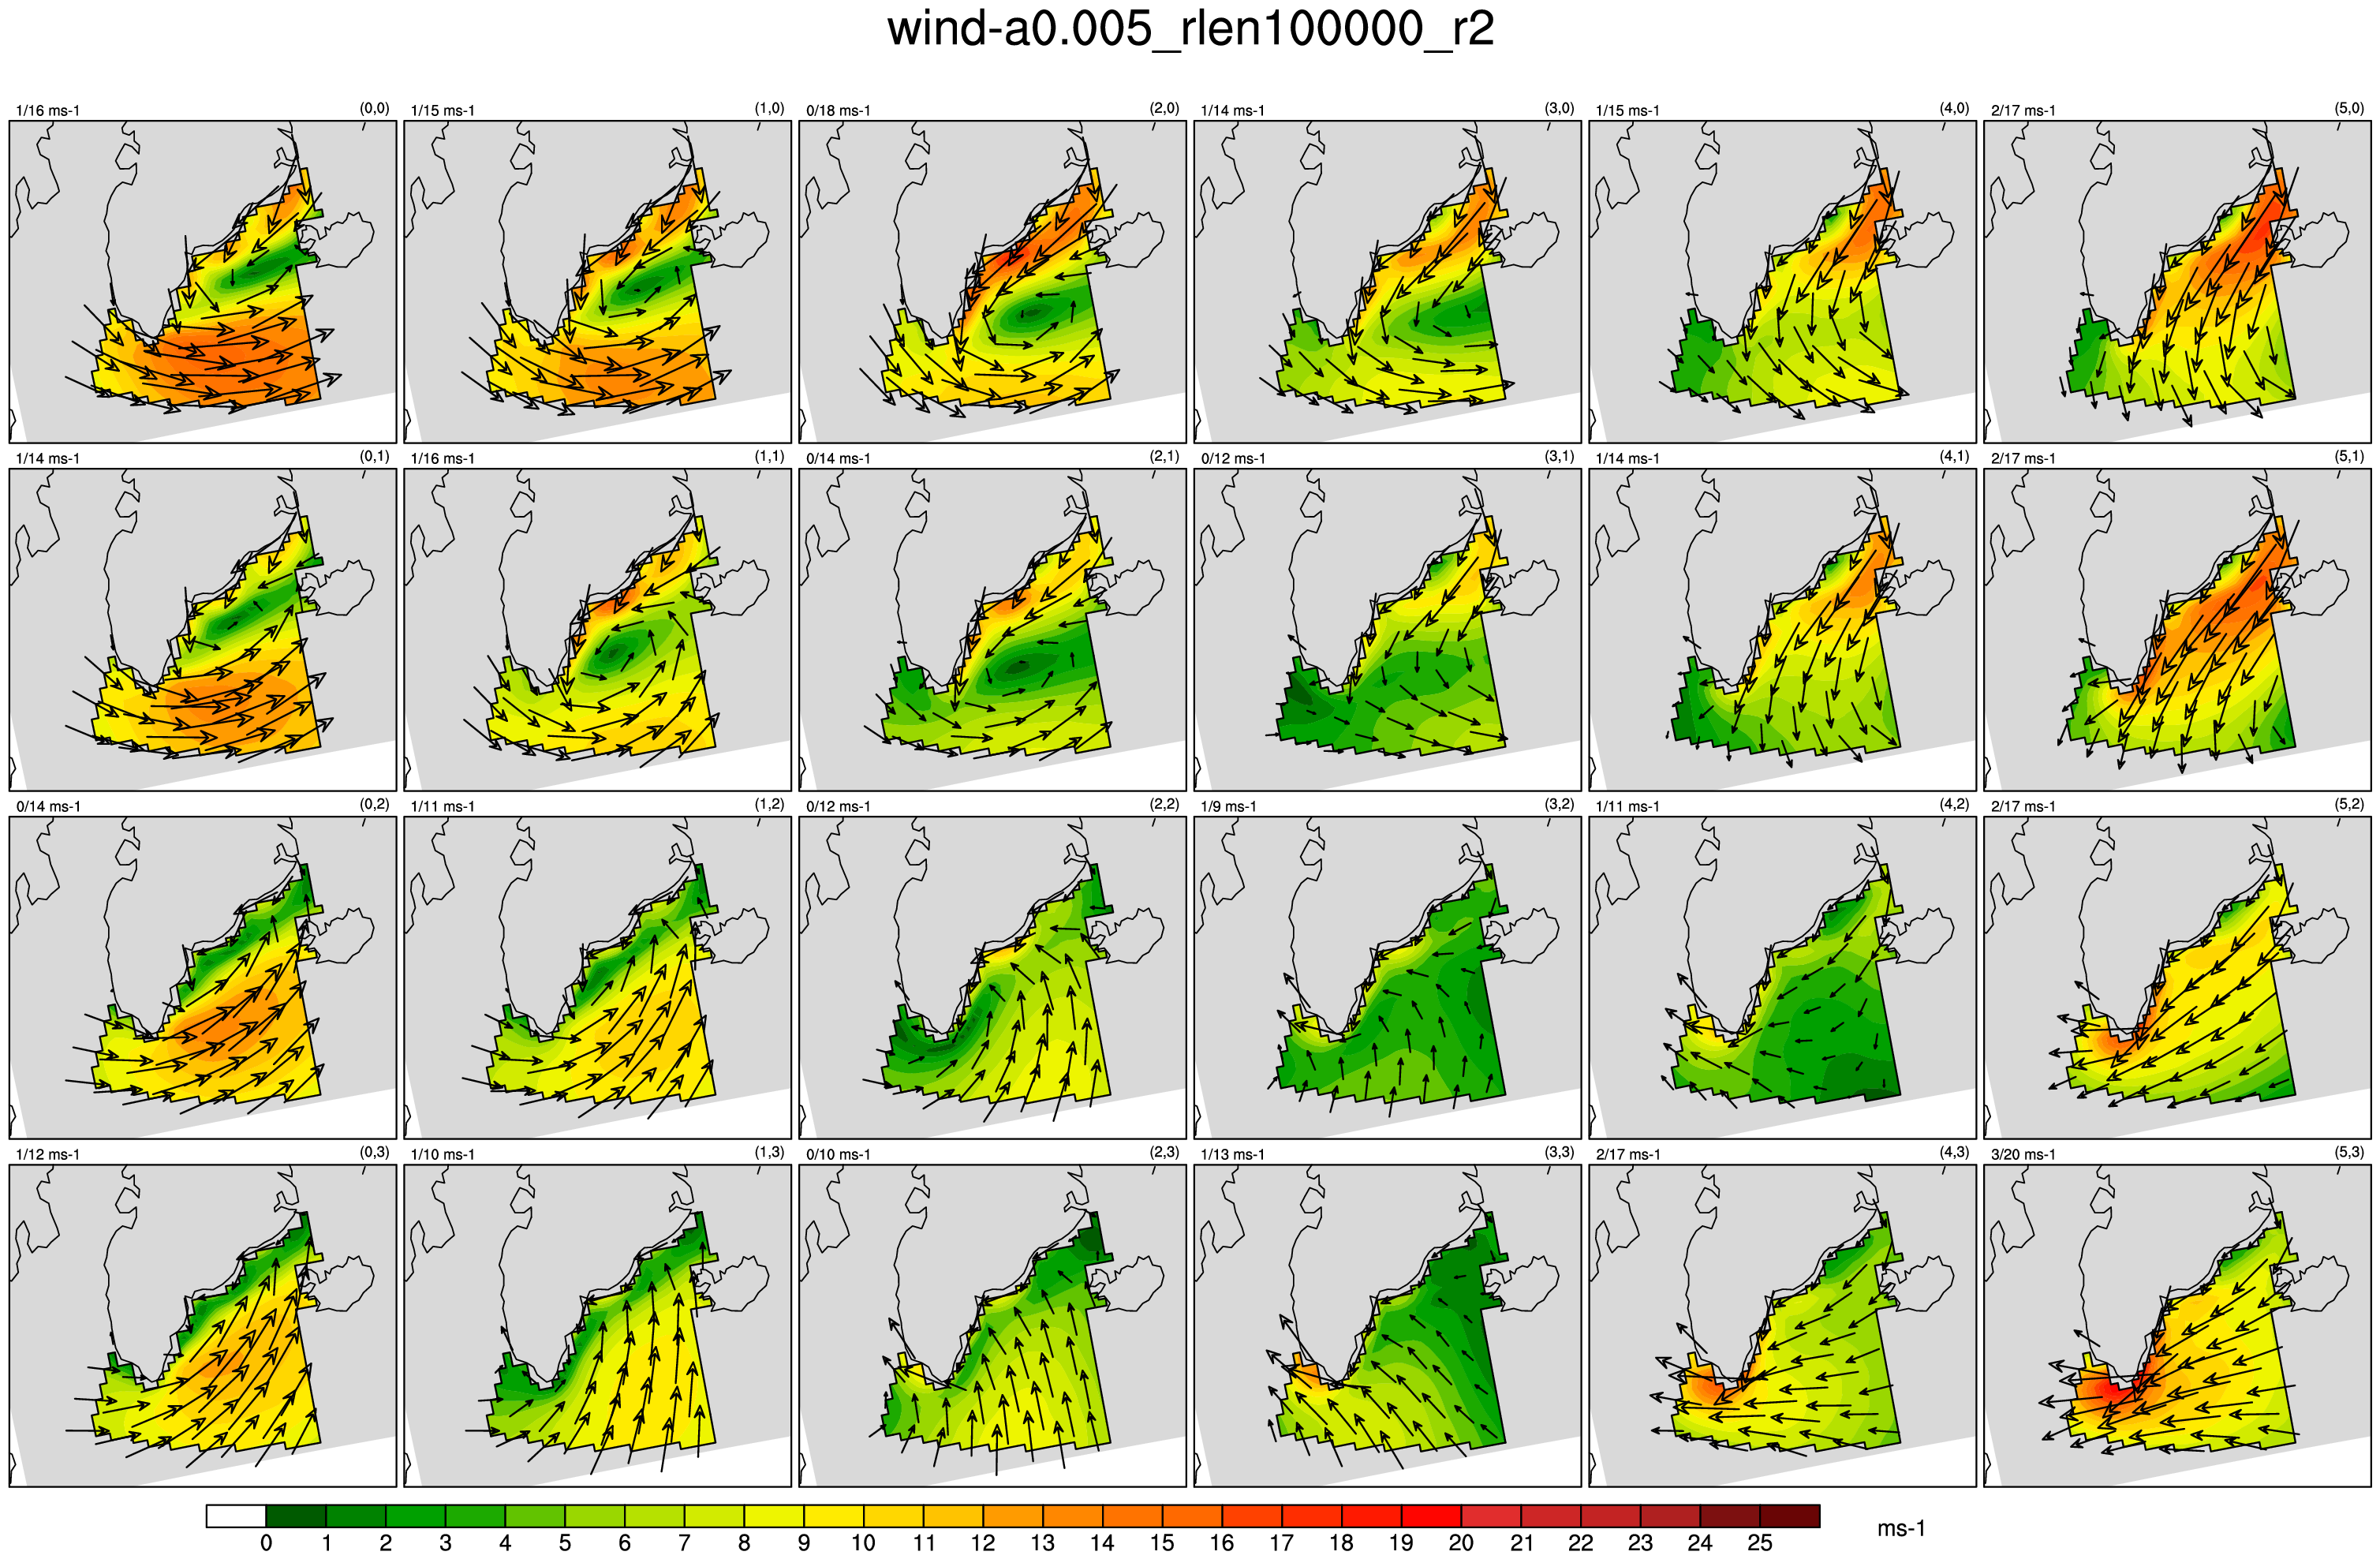 wind-a0.005_rlen100000_r2
1/16 ms-1 (0,0) 1/15 ms-1 (1,0) 0/18 ms-1 (2,0) 1/14 ms-1 (3,0) 1/15 ms-1 (4,0) 2/17 ms-1 (5,0)
1/14 ms-1 (0,1) 1/16 ms-1 (1,1) 0/14 ms-1 (2,1) 0/12 ms-1 (3,1) 1/14 ms-1 (4,1) 2/17 ms-1 (5,1)
0/14 ms-1 (0,2) 1/11 ms-1 (1,2) 0/12 ms-1 (2,2) 1/9 ms-1 (3,2) 1/11 ms-1 (4,2) 2/17 ms-1 (5,2)
1/12 ms-1 (0,3) 1/10 ms-1 (1,3) 0/10 ms-1 (2,3) 1/13 ms-1 (3,3) 2/17 ms-1 (4,3) 3/20 ms-1 (5,3)
0 1 2 3 4 5 6 7 8 9 10 11 12 13 14 15 16 17 18 19 20 21 22 23 24 25 ms-1